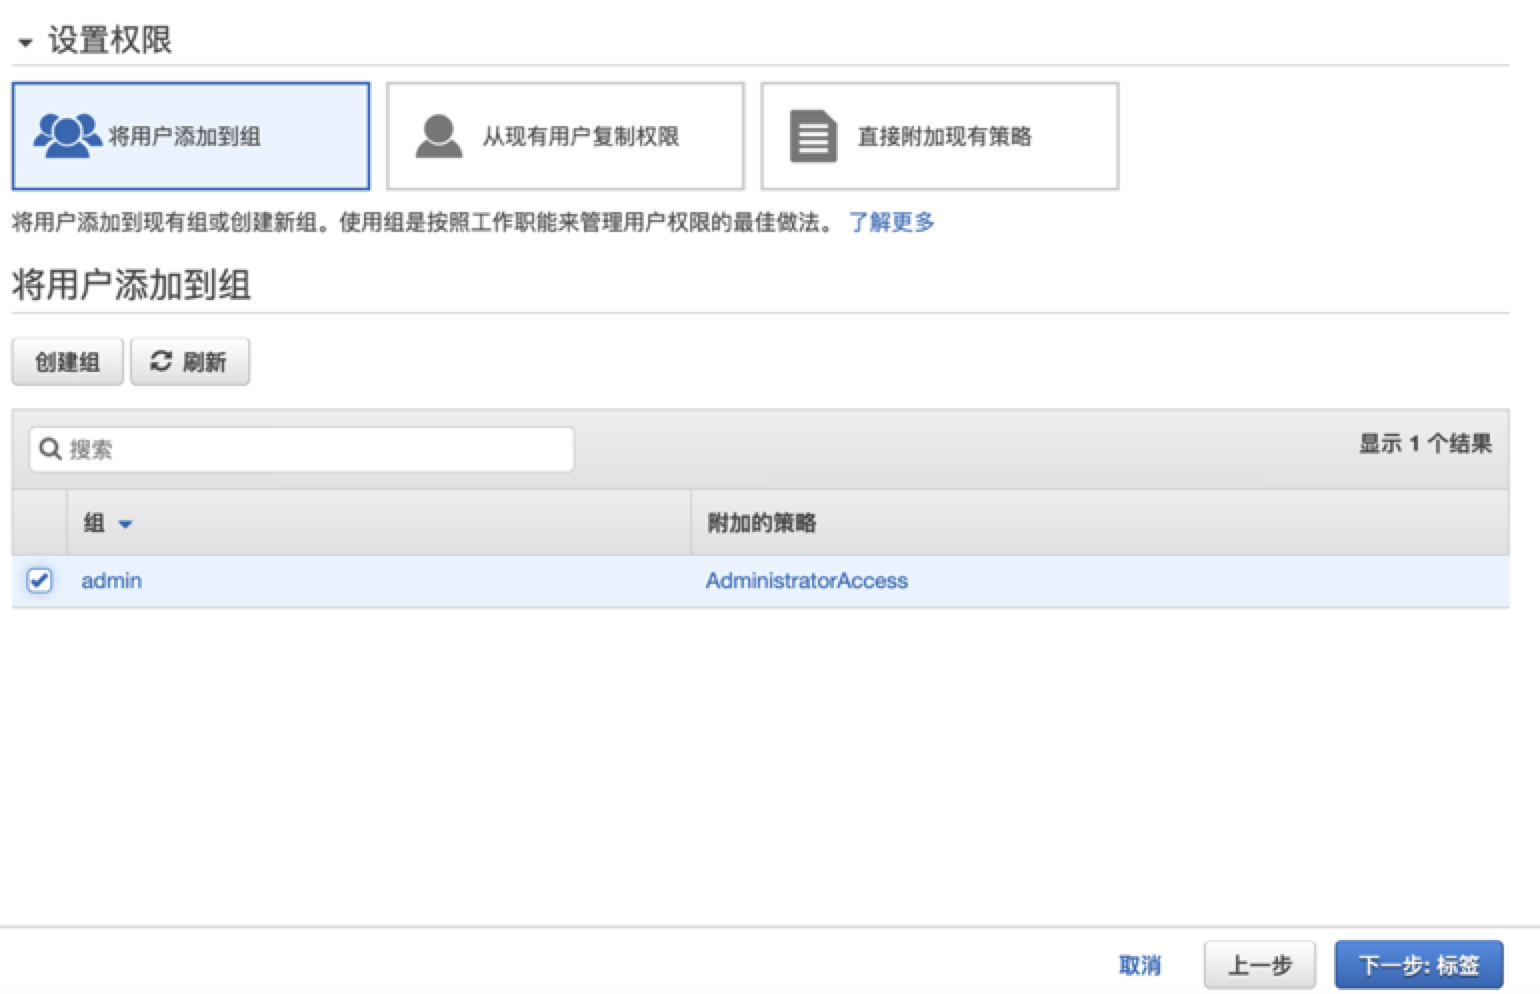 设置权限
将用户添加到组
从现有用户复制权限
直接附加现有策略
将用户添加到现有组或创建新组。使用组是按照工作职能来管理用户权限的最佳做法。 了解更多
将用户添加到组
创建组
刷新
搜索
显示 1 个结果
组
附加的策略
admin
AdministratorAccess
取消
上一步
下一步: 标签